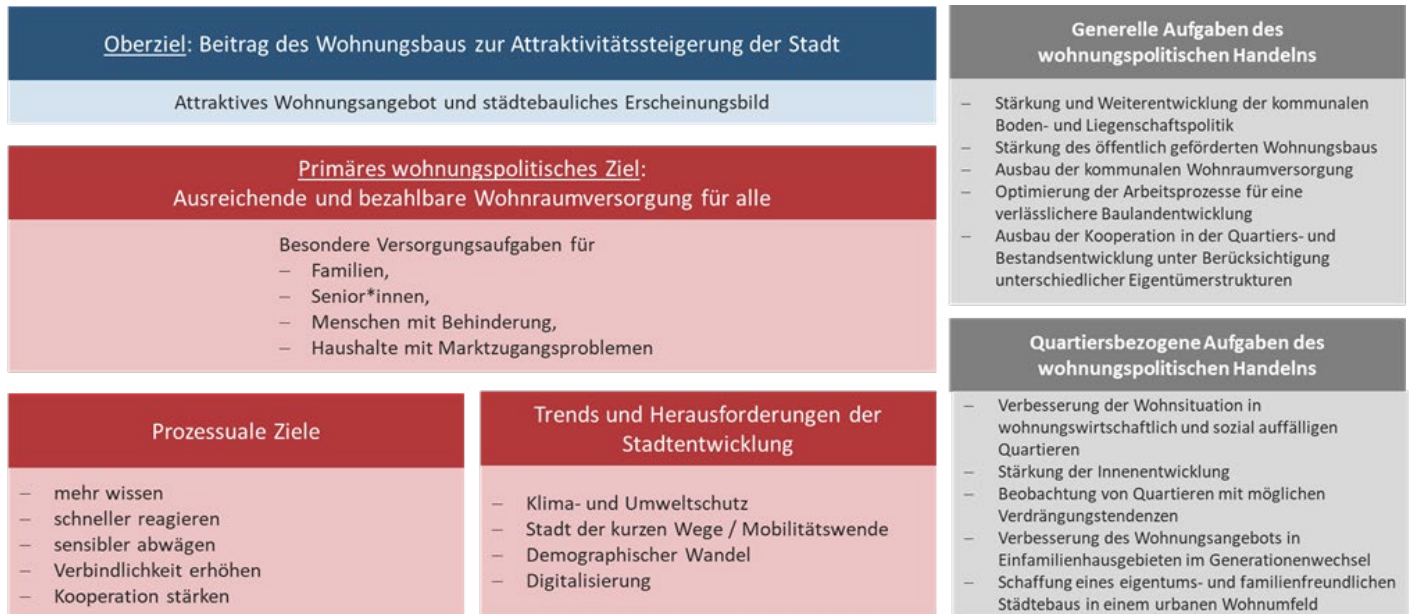 Oberziel: Beitrag des Wohnungsbaus zur Attraktivitätssteigerung der Stadt
Attraktives Wohnungsangebot und städtebauliches Erscheinungsbild
Primäres wohnungspolitisches Ziel:
Ausreichende und bezahlbare Wohnraumversorgung für alle
Besondere Versorgungsaufgaben für
– Familien,
– Senior*innen,
– Menschen mit Behinderung,
– Haushalte mit Marktzugangsproblemen
Prozessuale Ziele
– mehr wissen
– schneller reagieren
– sensibler abwägen
– Verbindlichkeit erhöhen
– Kooperation stärken
Trends und Herausforderungen der
Stadtentwicklung
– Klima- und Umweltschutz
– Stadt der kurzen Wege / Mobilitätswende
– Demographischer Wandel
– Digitalisierung
Generelle Aufgaben des
wohnungspolitischen Handelns
– Stärkung und Weiterentwicklung der kommunalen
Boden- und Liegenschaftspolitik
– Stärkung des öffentlich geförderten Wohnungsbaus
– Ausbau der kommunalen Wohnraumversorgung
– Optimierung der Arbeitsprozesse für eine
verlässlichere Baulandentwicklung
– Ausbau der Kooperation in der Quartiers- und
Bestandsentwicklung unter Berücksichtigung
unterschiedlicher Eigentümerstrukturen
Quartiersbezogene Aufgaben des
wohnungspolitischen Handelns
– Verbesserung der Wohnsituation in
wohnungswirtschaftlich und sozial auffälligen
Quartieren
– Stärkung der Innenentwicklung
– Beobachtung von Quartieren mit möglichen
Verdrängungstendenzen
– Verbesserung des Wohnungsangebots in
Einfamilienhausgebieten im Generationenwechsel
– Schaffung eines eigentums- und familienfreundlichen
Städtebaus in einem urbanen Wohnumfeld